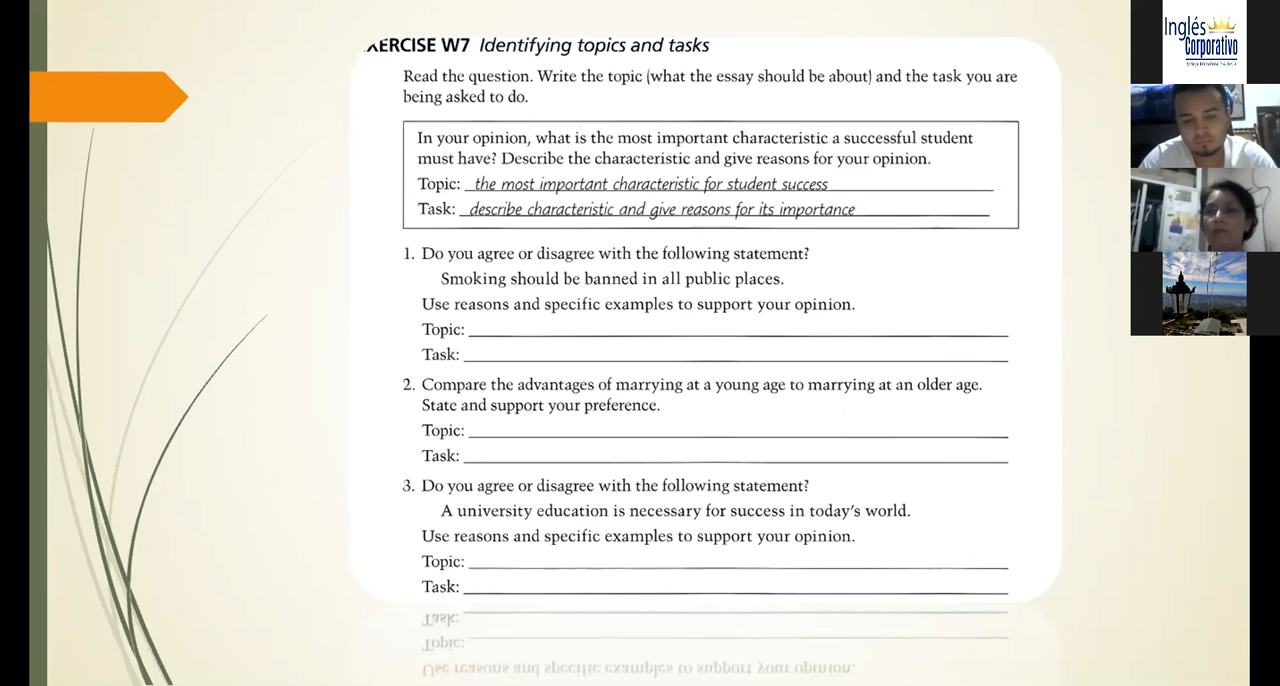 XERCISE W7 Identifying topics and tasks
Read the question. Write the topic (what the essay should be about) and the task you are
being asked to do.
In your opinion, what is the most important characteristic a successful student
must have? Describe the characteristic and give reasons for your opinion.
Topic: the most important characteristic for student success
Task: describe characteristic and give reasons for its importance
1. Do you agree or disagree with the following statement?
Smoking should be banned in all public places.
Use reasons and specific examples to support your opinion.
Topic:
Task:
2. Compare the advantages of marrying at a young age to marrying at an older age.
State and support your preference.
Topic:
Task:
3. Do you agree or disagree with the following statement?
A university education is necessary for success in today's world.
Use reasons and specific examples to support your opinion.
Topic:
Task:
Inglés
Corporativo